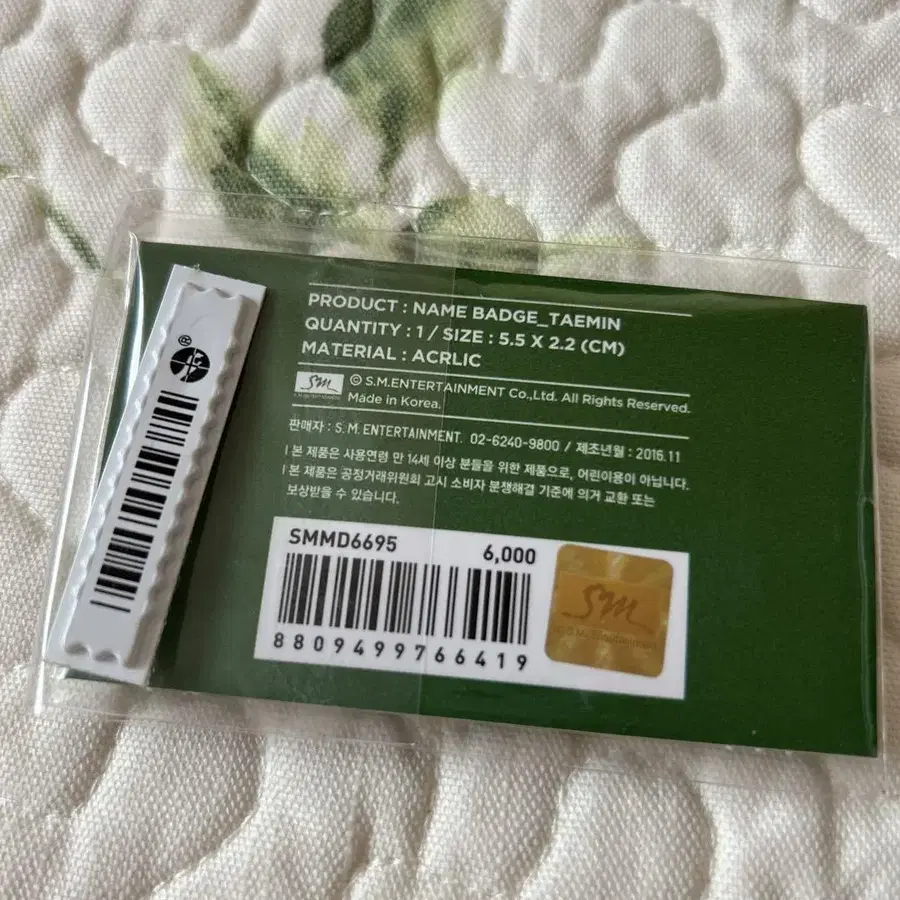 PRODUCT : NAME BADGE_TAEMIN
QUANTITY : 1 / SIZE : 5.5 X 2.2 (CM)
MATERIAL : ACRLIC
© S.M.ENTERTAINMENT Co.,Ltd. All Rights Reserved.
Made in Korea.
판매자 : S. M. ENTERTAINMENT. 02-6240-9800 / 제조년월 : 2016.11
l 본 제품은 사용연령 만 14세 이상 분들을 위한 제품으로, 어린이용이 아닙니다.
l 본 제품은 공정거래위원회 고시 소비자 분쟁해결 기준에 의거 교환 또는
보상받을 수 있습니다.
SMMD6695 6,000
8809499766419
SM
S.M. Entertainment
®